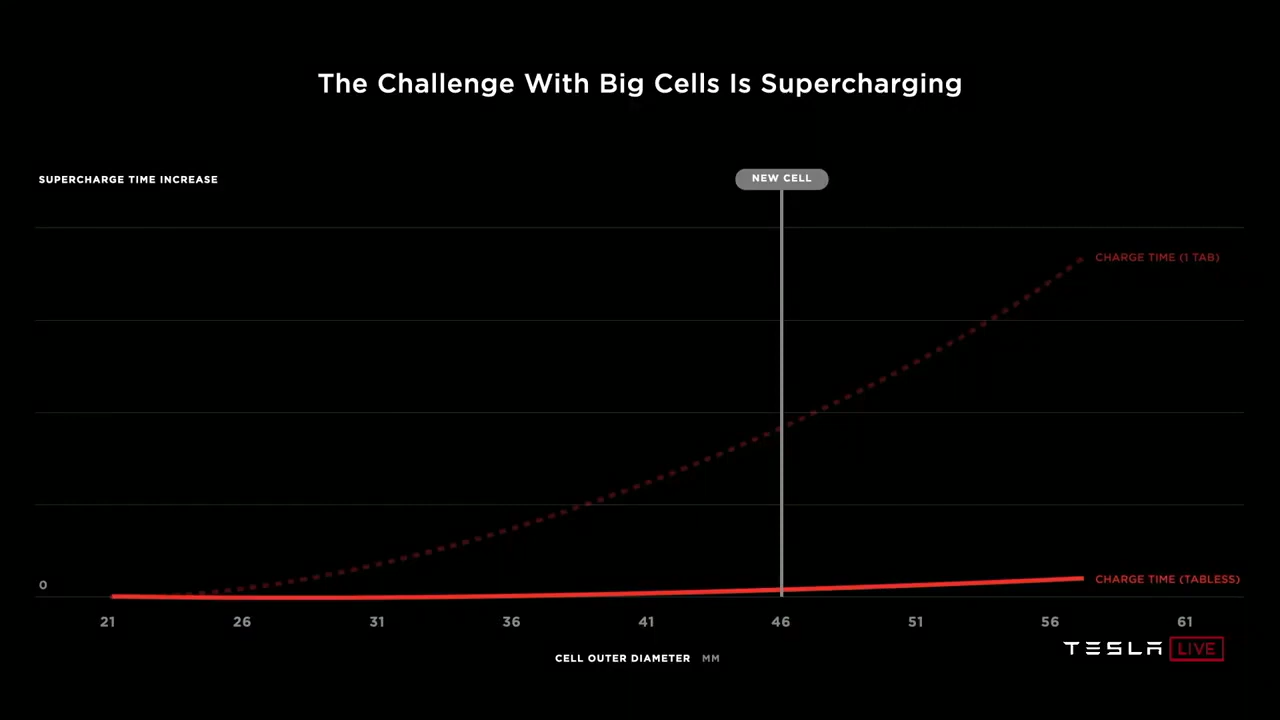 The Challenge With Big Cells Is Supercharging
SUPERCHARGE TIME INCREASE
NEW CELL
CHARGE TIME (1 TAB)
CHARGE TIME (TABLESS)
0
21 26 31 36 41 46 51 56 61
CELL OUTER DIAMETER MM
TESLA LIVE